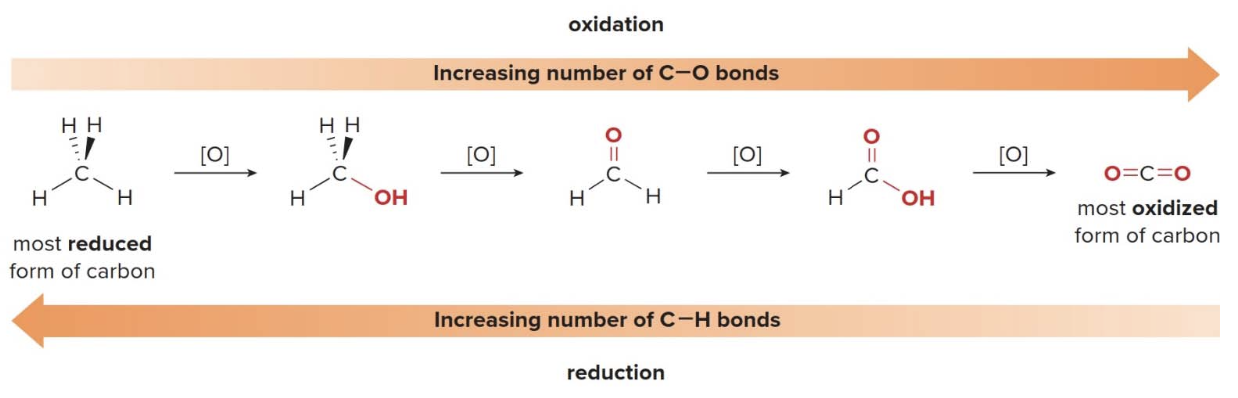 oxidation
Increasing number of C−O bonds
H H
C
H
H
[O]
H H
C
H
OH
[O]
O
C
H
H
[O]
O
C
H
OH
[O]
O=C=O
most reduced
form of carbon
most oxidized
form of carbon
Increasing number of C−H bonds
reduction